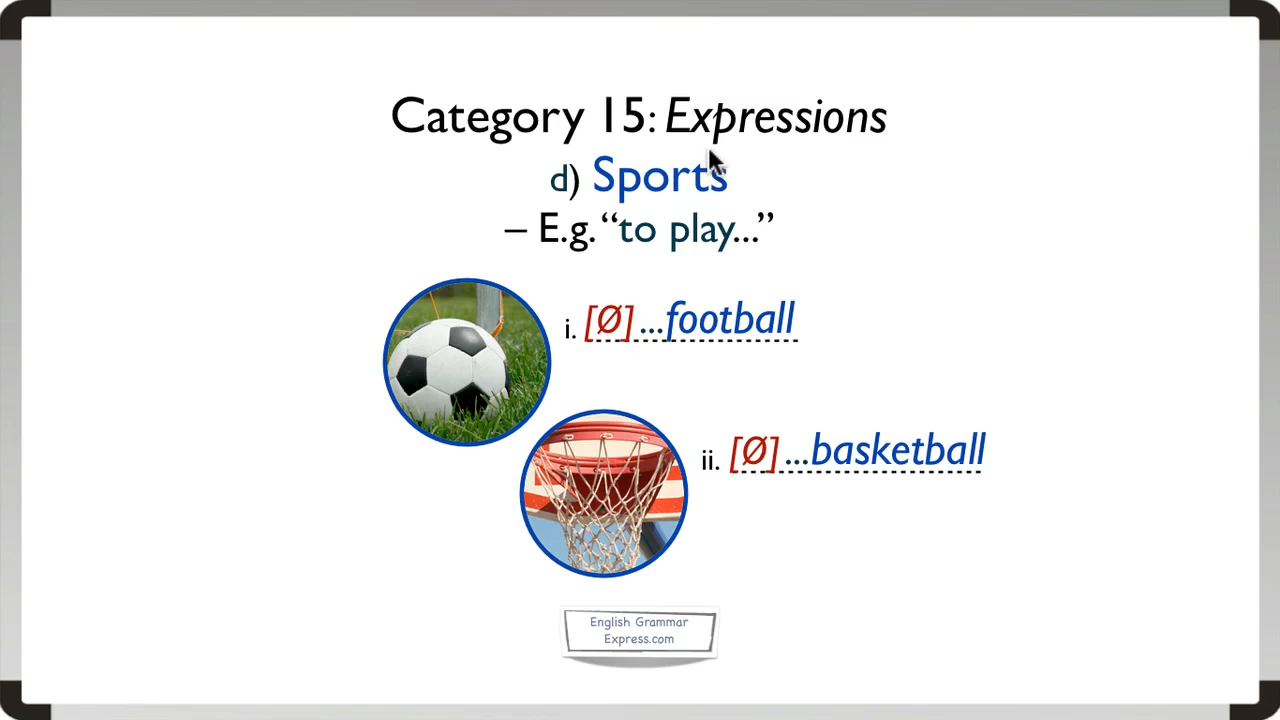 Category 15: Expressions
d) Sports
– E.g. “to play...”
i. [Ø] ...football
ii. [Ø] ...basketball
English Grammar
Express.com